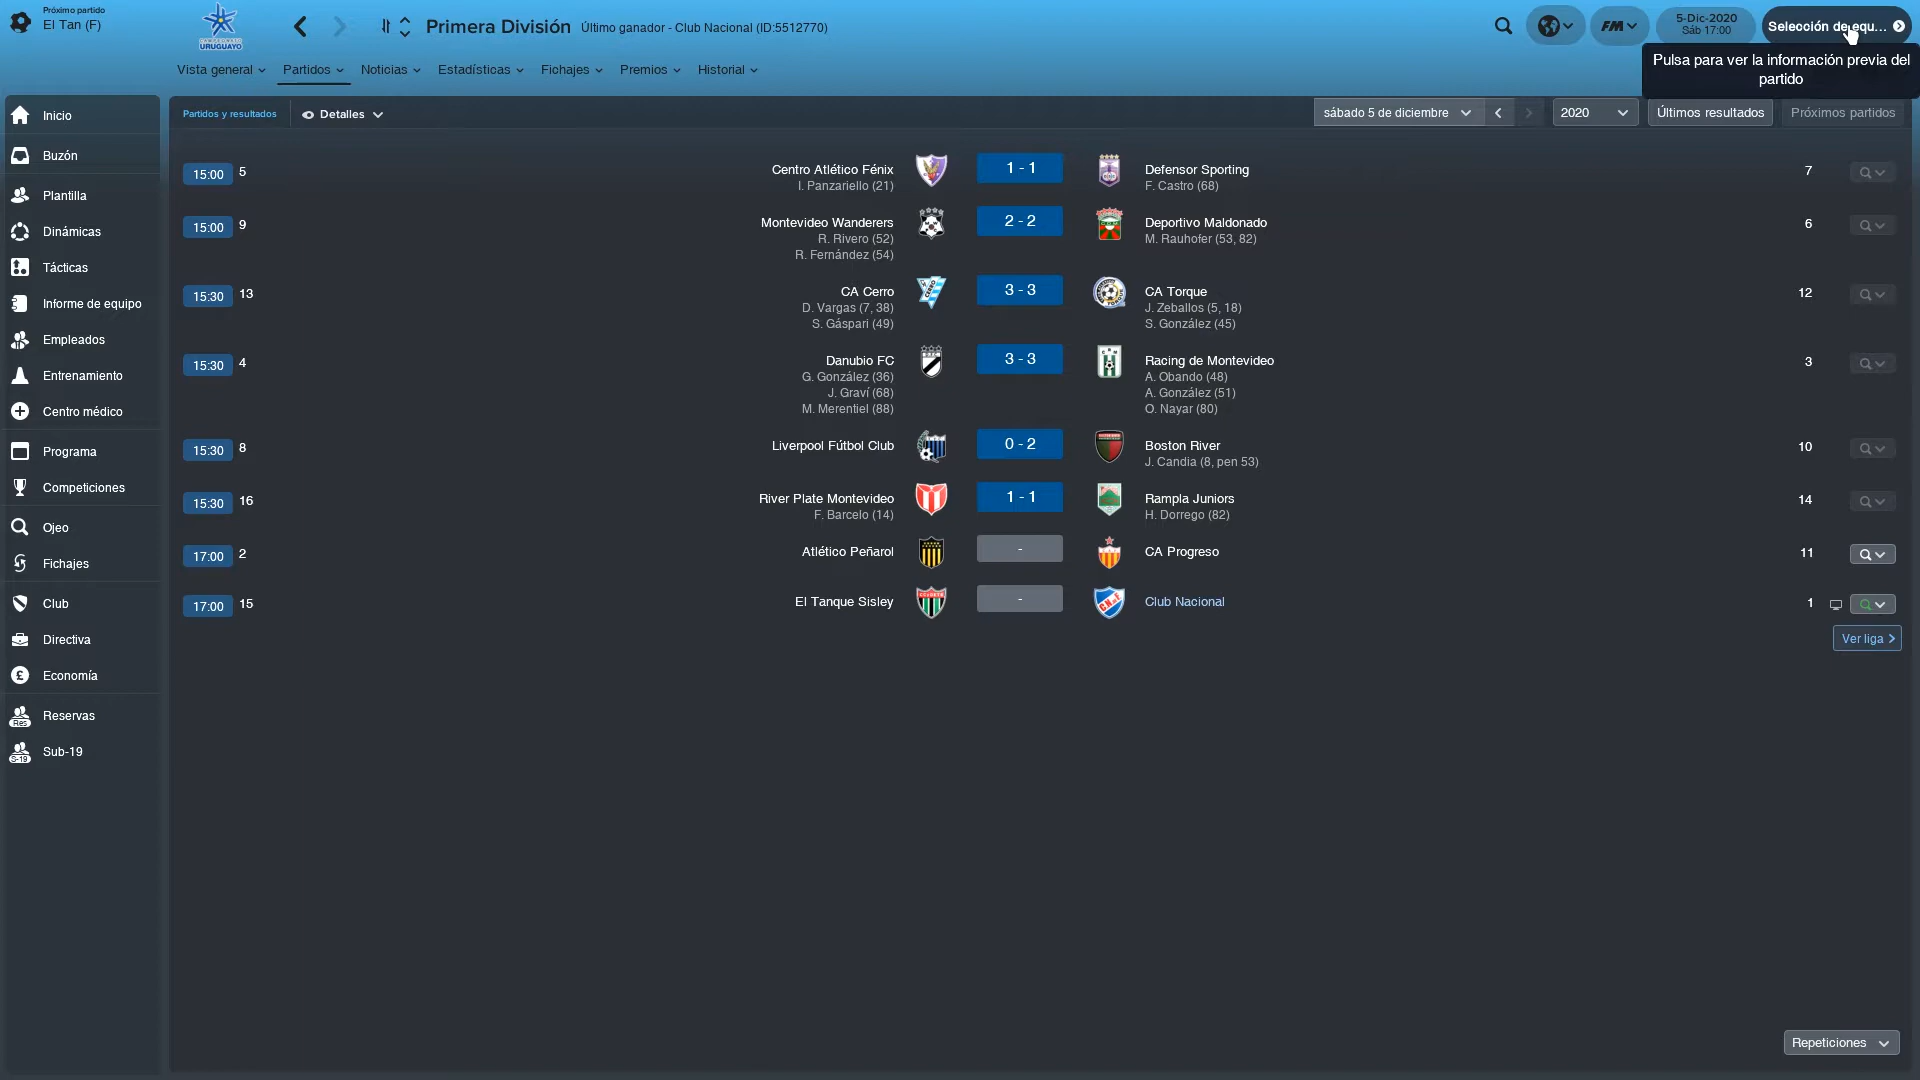 Próximo partido
El Tan (F)
CAMPEONATO
URUGUAYO
Primera División
Último ganador - Club Nacional (ID:5512770)
FM
5-Dic-2020
Sáb 17:00
Selección de equ...
Pulsa para ver la información previa del
partido
Vista general
Partidos
Noticias
Estadísticas
Fichajes
Premios
Historial
Inicio
Buzón
Plantilla
Dinámicas
Tácticas
Informe de equipo
Empleados
Entrenamiento
Centro médico
Programa
Competiciones
Ojeo
Fichajes
Club
Directiva
Economía
Res
Reservas
S-19
Sub-19
Partidos y resultados
Detalles
sábado 5 de diciembre
2020
Últimos resultados
Próximos partidos
15:00 5 Centro Atlético Fénix 1 - 1 Defensor Sporting 7
I. Panzariello (21) F. Castro (68)
15:00 9 Montevideo Wanderers 2 - 2 Deportivo Maldonado 6
R. Rivero (52) M. Rauhofer (53, 82)
R. Fernández (54)
15:30 13 CA Cerro 3 - 3 CA Torque 12
D. Vargas (7, 38) J. Zeballos (5, 18)
S. Gáspari (49) S. González (45)
15:30 4 Danubio FC 3 - 3 Racing de Montevideo 3
G. González (36) A. Obando (48)
J. Graví (68) A. González (51)
M. Merentiel (88) O. Nayar (80)
15:30 8 Liverpool Fútbol Club 0 - 2 Boston River 10
J. Candia (8, pen 53)
15:30 16 River Plate Montevideo 1 - 1 Rampla Juniors 14
F. Barcelo (14) H. Dorrego (82)
17:00 2 Atlético Peñarol - CA Progreso 11
17:00 15 El Tanque Sisley - Club Nacional 1
Ver liga
Repeticiones